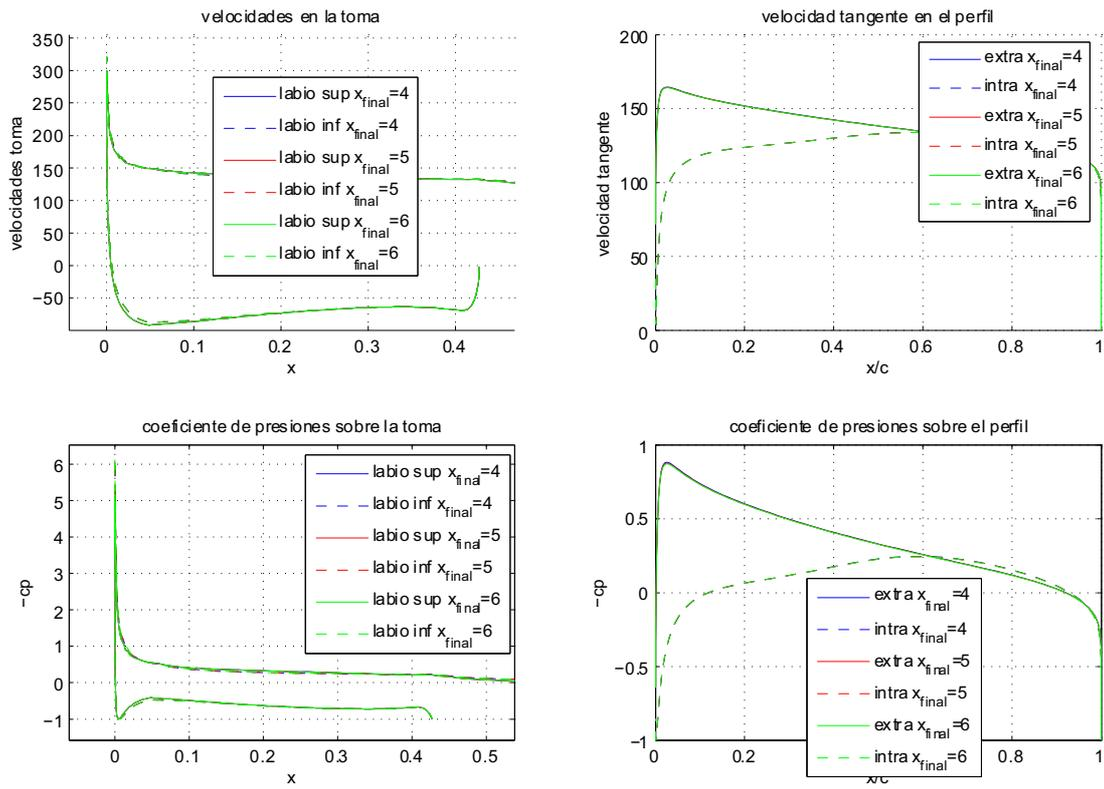 velocidades en la toma
velocidades toma
350
300
250
200
150
100
50
0
−50
0
0.1
0.2
0.3
0.4
x
labio sup x_final=4
labio inf x_final=4
labio sup x_final=5
labio inf x_final=5
labio sup x_final=6
labio inf x_final=6
velocidad tangente en el perfil
velocidad tangente
200
150
100
50
0
0
0.2
0.4
0.6
0.8
1
x/c
extra x_final=4
intra x_final=4
extra x_final=5
intra x_final=5
extra x_final=6
intra x_final=6
coeficiente de presiones sobre la toma
−cp
6
5
4
3
2
1
0
−1
0
0.1
0.2
0.3
0.4
0.5
x
labio sup x_final=4
labio inf x_final=4
labio sup x_final=5
labio inf x_final=5
labio sup x_final=6
labio inf x_final=6
coeficiente de presiones sobre el perfil
−cp
1
0.5
0
−0.5
−1
0
0.2
0.8
1
x/c
extra x_final=4
intra x_final=4
extra x_final=5
intra x_final=5
extra x_final=6
intra x_final=6